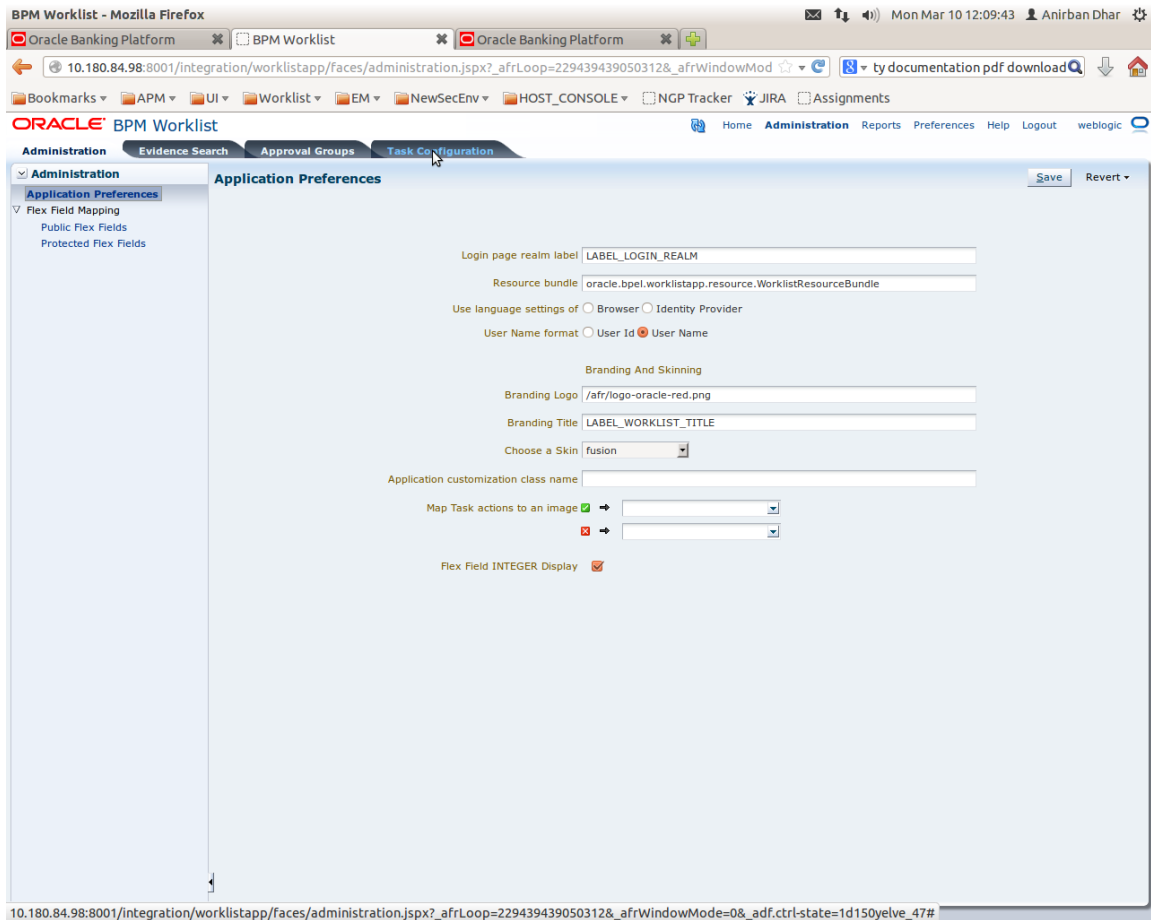 BPM Worklist - Mozilla Firefox
Mon Mar 10 12:09:43 Anirban Dhar
Oracle Banking Platform BPM Worklist Oracle Banking Platform
10.180.84.98:8001/integration/worklistapp/faces/administration.jspx?_afrLoop=229439439050312&_afrWindowMod ty documentation pdf download
Bookmarks APM UI Worklist EM NewSecEnv HOST_CONSOLE NGP Tracker JIRA Assignments
ORACLE BPM Worklist Home Administration Reports Preferences Help Logout weblogic
Administration Evidence Search Approval Groups Task Configuration
Administration
Application Preferences
Flex Field Mapping
Public Flex Fields
Protected Flex Fields
Application Preferences Save Revert
Login page realm label LABEL_LOGIN_REALM
Resource bundle oracle.bpel.worklistapp.resource.WorklistResourceBundle
Use language settings of Browser Identity Provider
User Name format User Id User Name
Branding And Skinning
Branding Logo /afr/logo-oracle-red.png
Branding Title LABEL_WORKLIST_TITLE
Choose a Skin fusion
Application customization class name
Map Task actions to an image
Flex Field INTEGER Display
10.180.84.98:8001/integration/worklistapp/faces/administration.jspx?_afrLoop=229439439050312&_afrWindowMode=0&_adf.ctrl-state=1d150yelve_47#